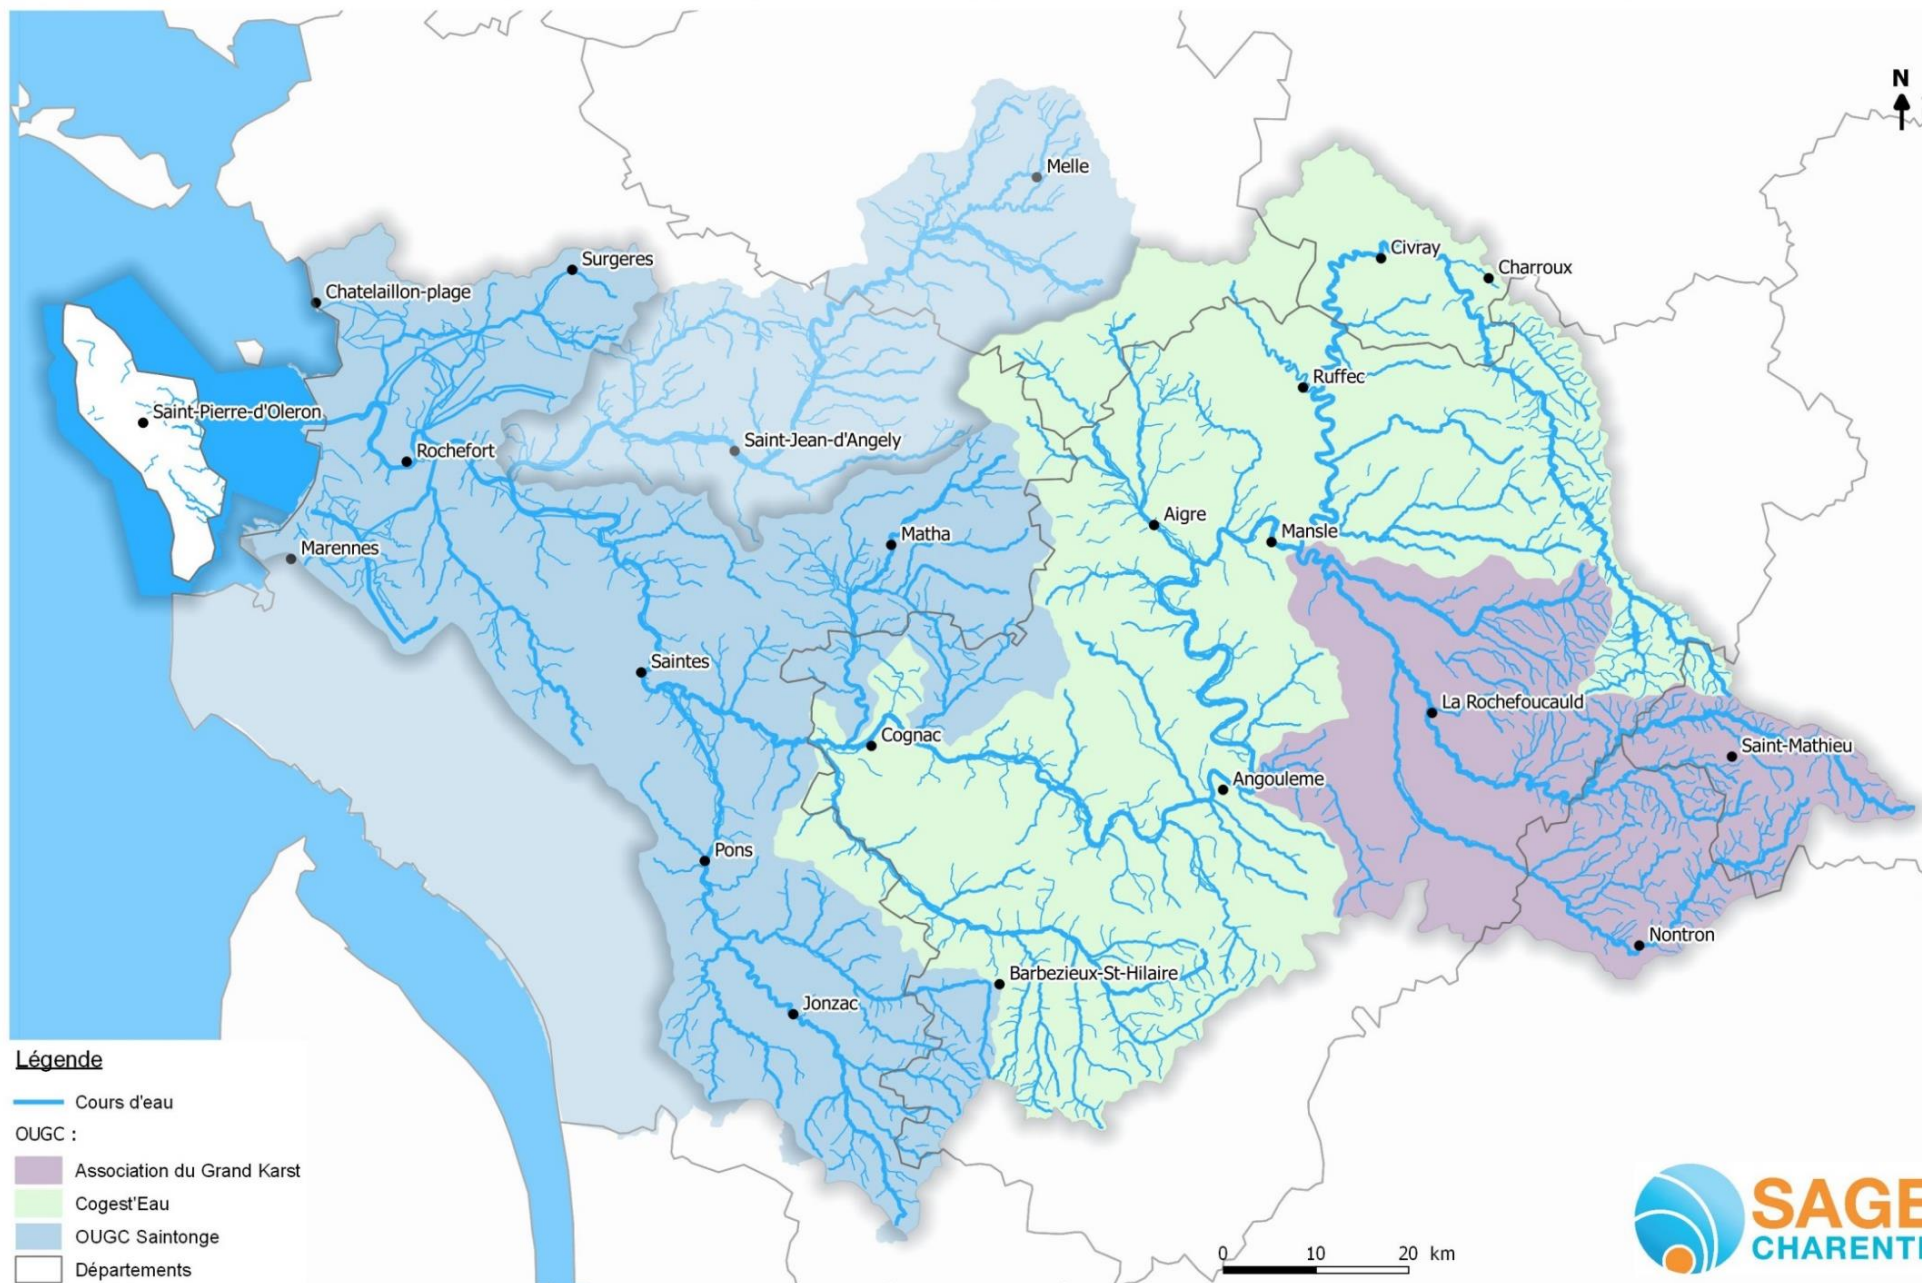 N
Melle
Civray
Surgeres
Charroux
Chatelaillon-plage
Ruffec
Saint-Pierre-d'Oleron
Saint-Jean-d'Angely
Rochefort
Aigre
Mansle
Matha
Marennes
Saintes
La Rochefoucauld
Cognac
Saint-Mathieu
Angouleme
Pons
Nontron
Barbezieux-St-Hilaire
Jonzac
Légende
Cours d'eau
OUGC :
Association du Grand Karst
Cogest'Eau
OUGC Saintonge
Départements
0 10 20 km
SAGE
CHARENT